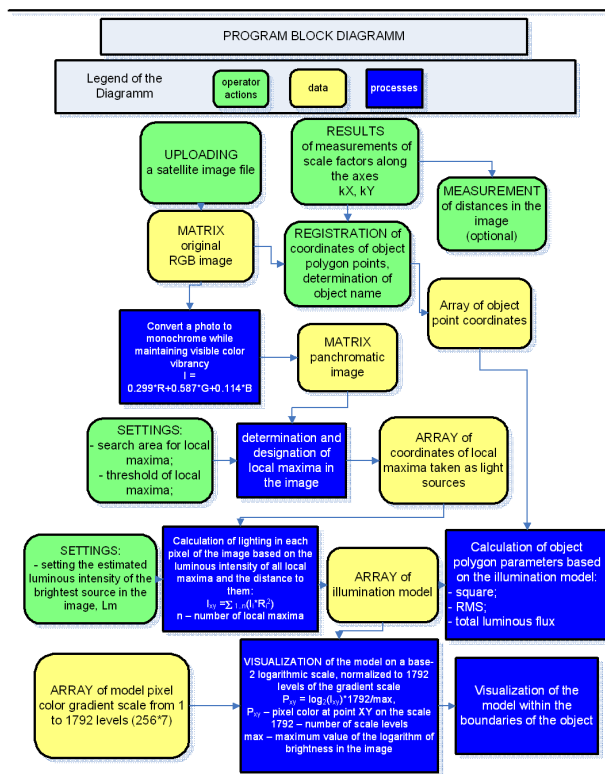 PROGRAM BLOCK DIAGRAMM
Legend of the
Diagramm
operator
actions
data
processes
UPLOADING
a satellite image file
RESULTS
of measurements of
scale factors along
the axes
kX, kY
MEASUREMENT
of distances in the
image
(optional)
MATRIX
original
RGB image
REGISTRATION of
coordinates of object
polygon points,
determination of
object name
Array of object
point coordinates
Convert a photo to
monochrome while
maintaining visible color
vibrancy
I =
0.299*R+0.587*G+0.114*B
MATRIX
panchromatic
image
SETTINGS:
- search area for local
maxima;
- threshold of local
maxima;
determination and
designation of
local maxima in
the image
ARRAY of
coordinates of local
maxima taken as light
sources
SETTINGS:
- setting the estimated
luminous intensity of the
brightest source in the
image, Lm
Calculation of lighting in each
pixel of the image based on the
luminous intensity of all local
maxima and the distance to
them:
Ixy =∑ 1..n(Ii*Ri2)
n – number of local maxima
ARRAY of
illumination model
Calculation of object
polygon parameters based
on the illumination model:
- square;
- RMS;
- total luminous flux
ARRAY of model pixel
color gradient scale from 1
to 1792 levels (256*7)
VISUALIZATION of the model on a base-
2 logarithmic scale, normalized to 1792
levels of the gradient scale
Pxy = log2(Ixy)*1792/max,
Pxy – pixel color at point XY on the scale
1792 – number of scale levels
max – maximum value of the logarithm of
brightness in the image
Visualization of the
model within the
boundaries of the object